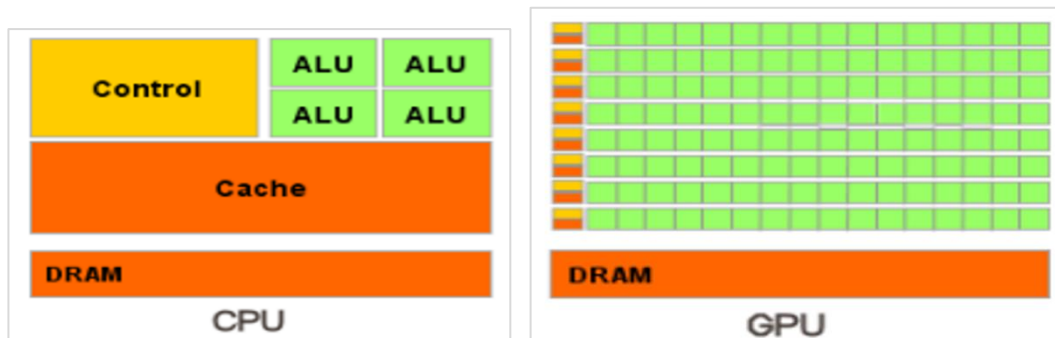 Control
ALU ALU
ALU ALU
Cache
DRAM
CPU
DRAM
GPU